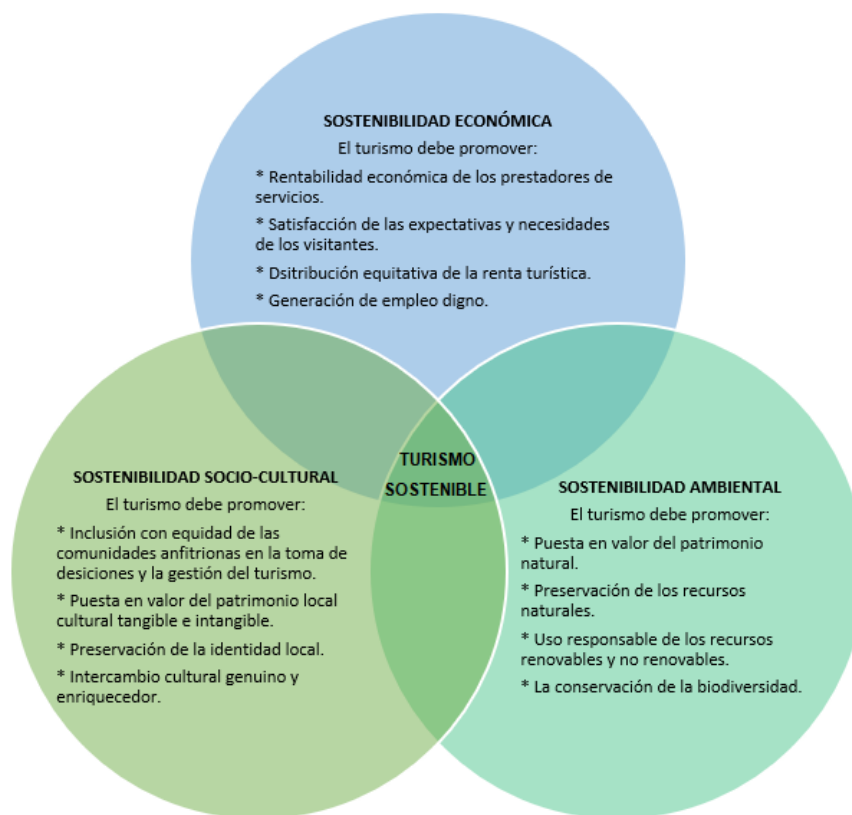 SOSTENIBILIDAD ECONÓMICA
El turismo debe promover:
* Rentabilidad económica de los prestadores de
servicios.
* Satisfacción de las expectativas y necesidades
de los visitantes.
* Dsitribución equitativa de la renta turística.
* Generación de empleo digno.
TURISMO
SOSTENIBLE
SOSTENIBILIDAD SOCIO-CULTURAL
El turismo debe promover:
* Inclusión con equidad de las
comunidades anfitrionas en la toma de
desiciones y la gestión del turismo.
* Puesta en valor del patrimonio local
cultural tangible e intangible.
* Preservación de la identidad local.
* Intercambio cultural genuino y
enriquecedor.
SOSTENIBILIDAD AMBIENTAL
El turismo debe promover:
* Puesta en valor del patrimonio
natural.
* Preservación de los recursos
naturales.
* Uso responsable de los recursos
renovables y no renovables.
* La conservación de la biodiversidad.